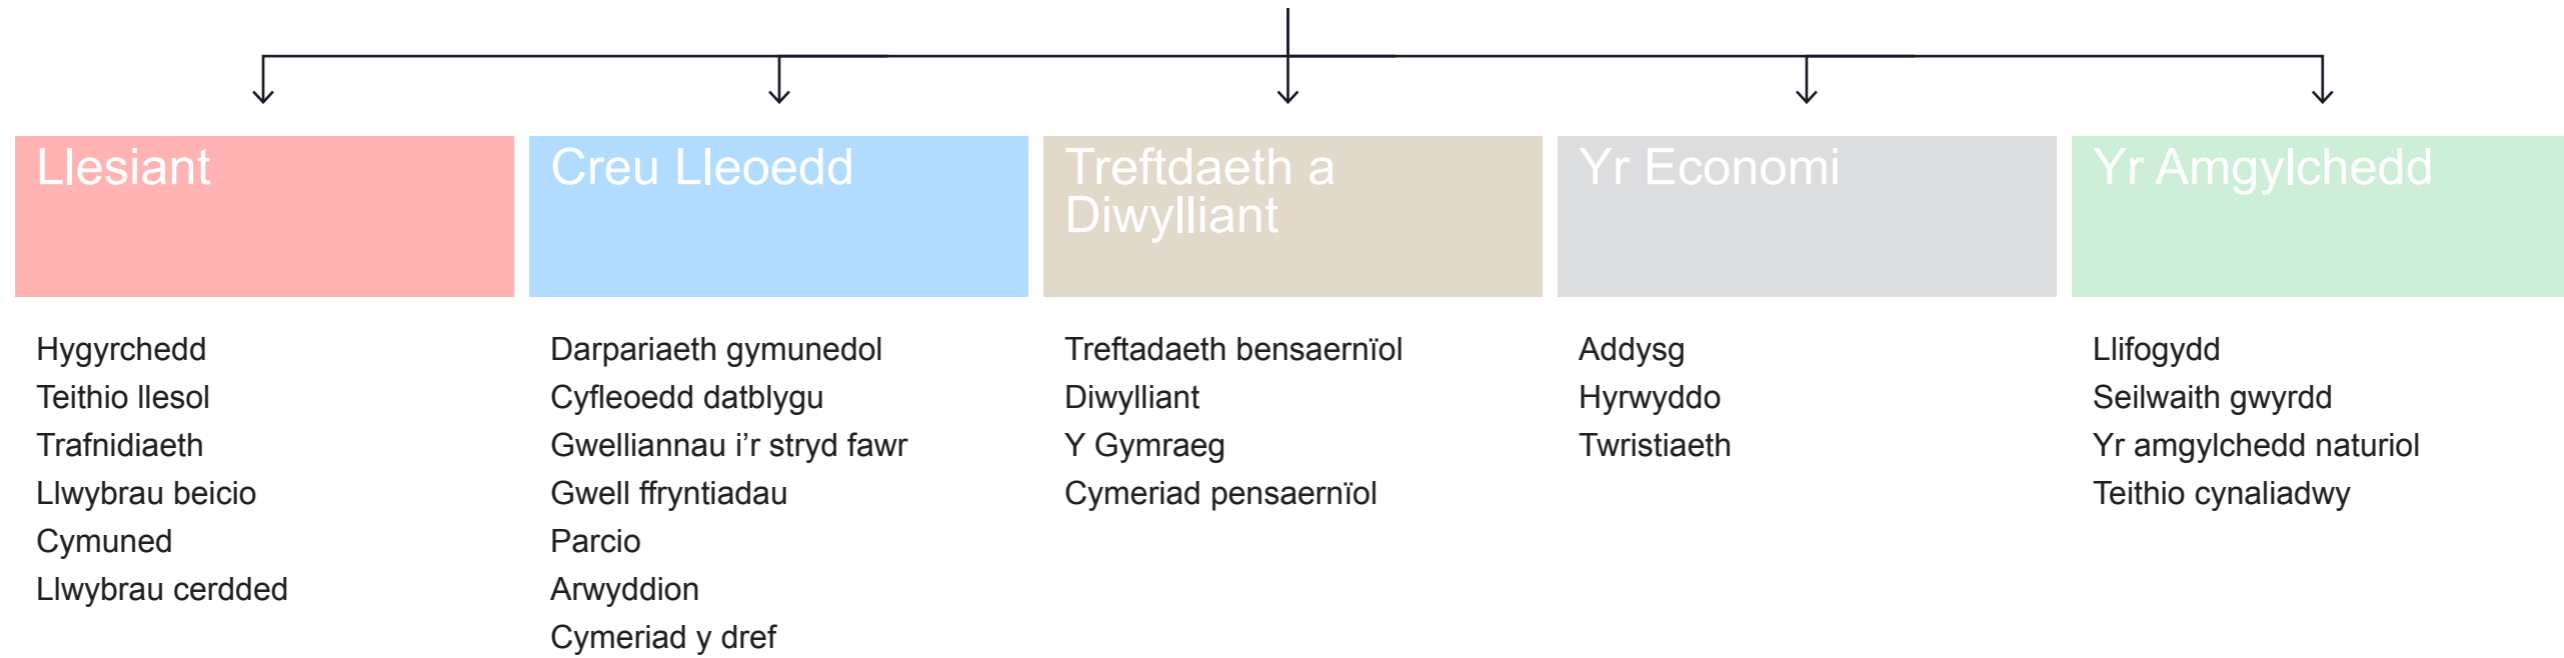 Llesiant
Hygyrchedd
Teithio llesol
Trafnidiaeth
Llwybrau beicio
Cymuned
Llwybrau cerdded
Creu Lleoedd
Darpariaeth gymunedol
Cyfleoedd datblygu
Gwelliannau i’r stryd fawr
Gwell ffryntiadau
Parcio
Arwyddion
Cymeriad y dref
Treftdaeth a
Diwylliant
Treftadaeth bensaernïol
Diwylliant
Y Gymraeg
Cymeriad pensaernïol
Yr Economi
Addysg
Hyrwyddo
Twristiaeth
Yr Amgylchedd
Llifogydd
Seilwaith gwyrdd
Yr amgylchedd naturiol
Teithio cynaliadwy